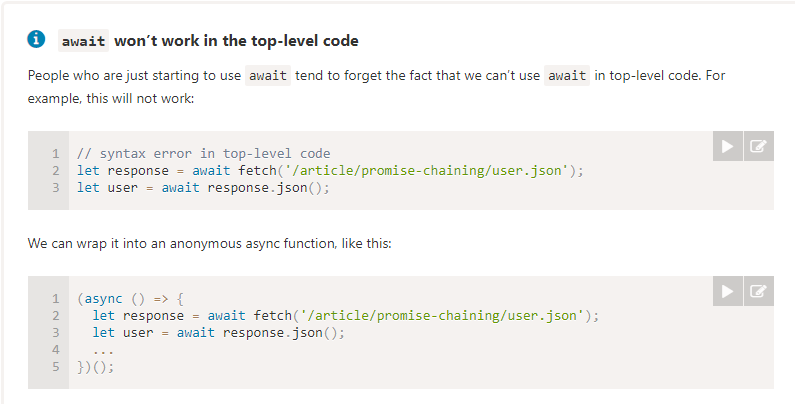 await won’t work in the top-level code
People who are just starting to use await tend to forget the fact that we can’t use await in top-level code. For
example, this will not work:
1 // syntax error in top-level code
2 let response = await fetch('/article/promise-chaining/user.json');
3 let user = await response.json();
We can wrap it into an anonymous async function, like this:
1 (async () => {
2   let response = await fetch('/article/promise-chaining/user.json');
3   let user = await response.json();
4   ...
5 })();